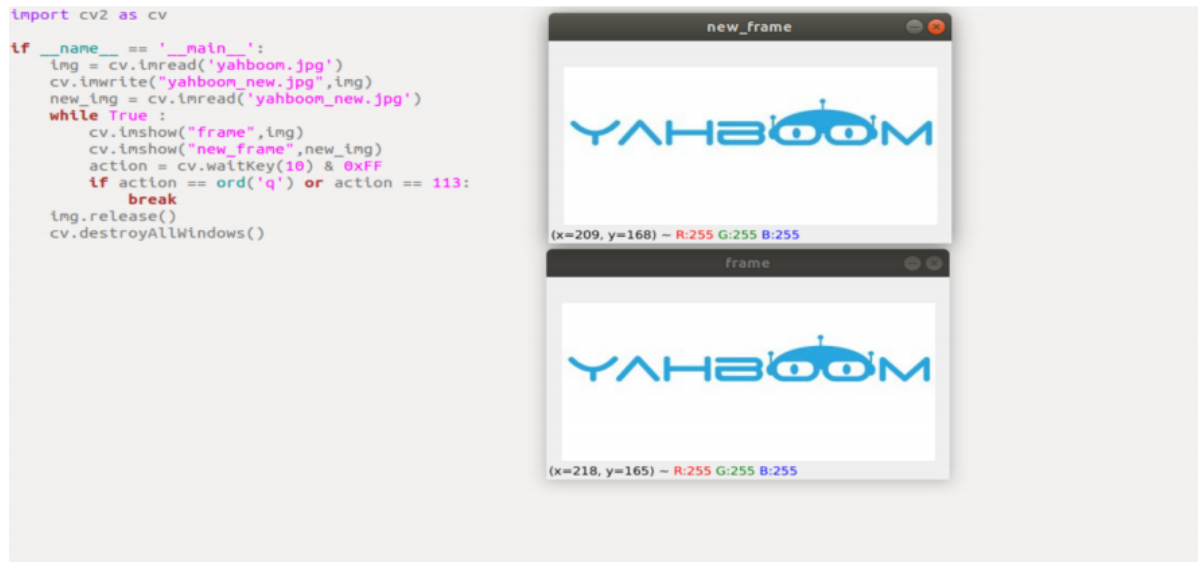 import cv2 as cv
if __name__ == '__main__':
    img = cv.imread('yahboom.jpg')
    cv.imwrite("yahboom_new.jpg",img)
    new_img = cv.imread('yahboom_new.jpg')
    while True :
        cv.imshow("frame",img)
        cv.imshow("new_frame",new_img)
        action = cv.waitKey(10) & 0xFF
        if action == ord('q') or action == 113:
            break
    img.release()
    cv.destroyAllWindows()
new_frame
YAHBOOM
(x=209, y=168) ~ R:255 G:255 B:255
frame
YAHBOOM
(x=218, y=165) ~ R:255 G:255 B:255